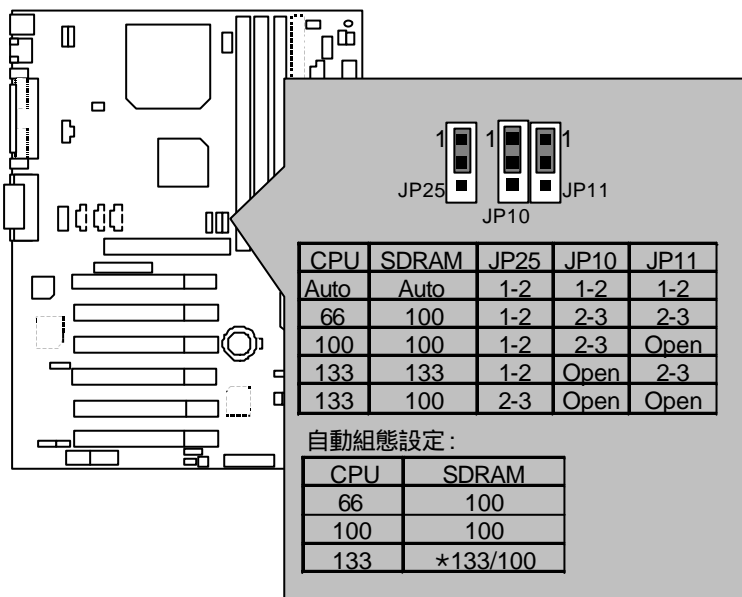 1 1 1
JP25 JP11
JP10
CPU SDRAM JP25 JP10 JP11
Auto Auto 1-2 1-2 1-2
66 100 1-2 2-3 2-3
100 100 1-2 2-3 Open
133 133 1-2 Open 2-3
133 100 2-3 Open Open
自動組態設定:
CPU SDRAM
66 100
100 100
133 *133/100